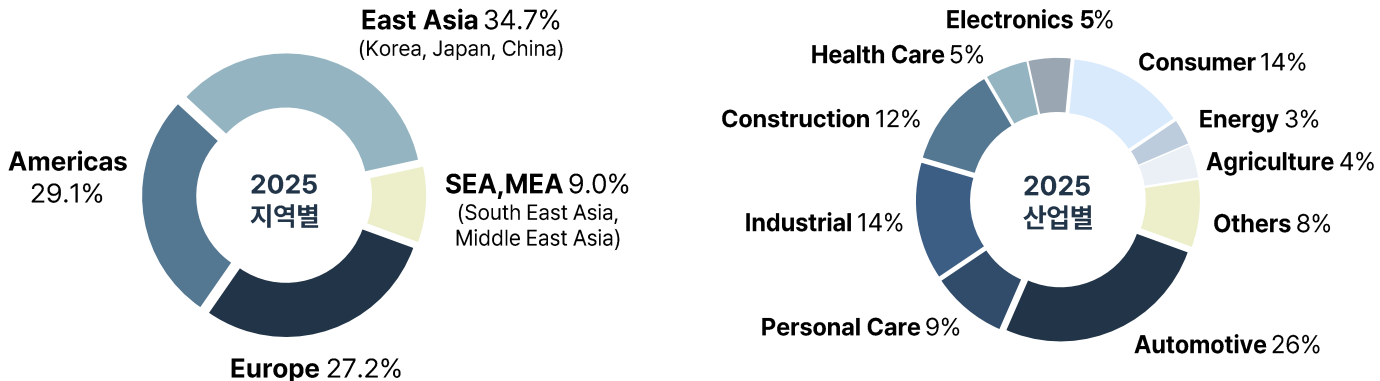 East Asia 34.7%
(Korea, Japan, China)
Americas
29.1%
2025
지역별
SEA,MEA 9.0%
(South East Asia,
Middle East Asia)
Europe 27.2%
Electronics 5%
Health Care 5%
Consumer 14%
Construction 12%
Energy 3%
Agriculture 4%
2025
산업별
Industrial 14%
Others 8%
Personal Care 9%
Automotive 26%